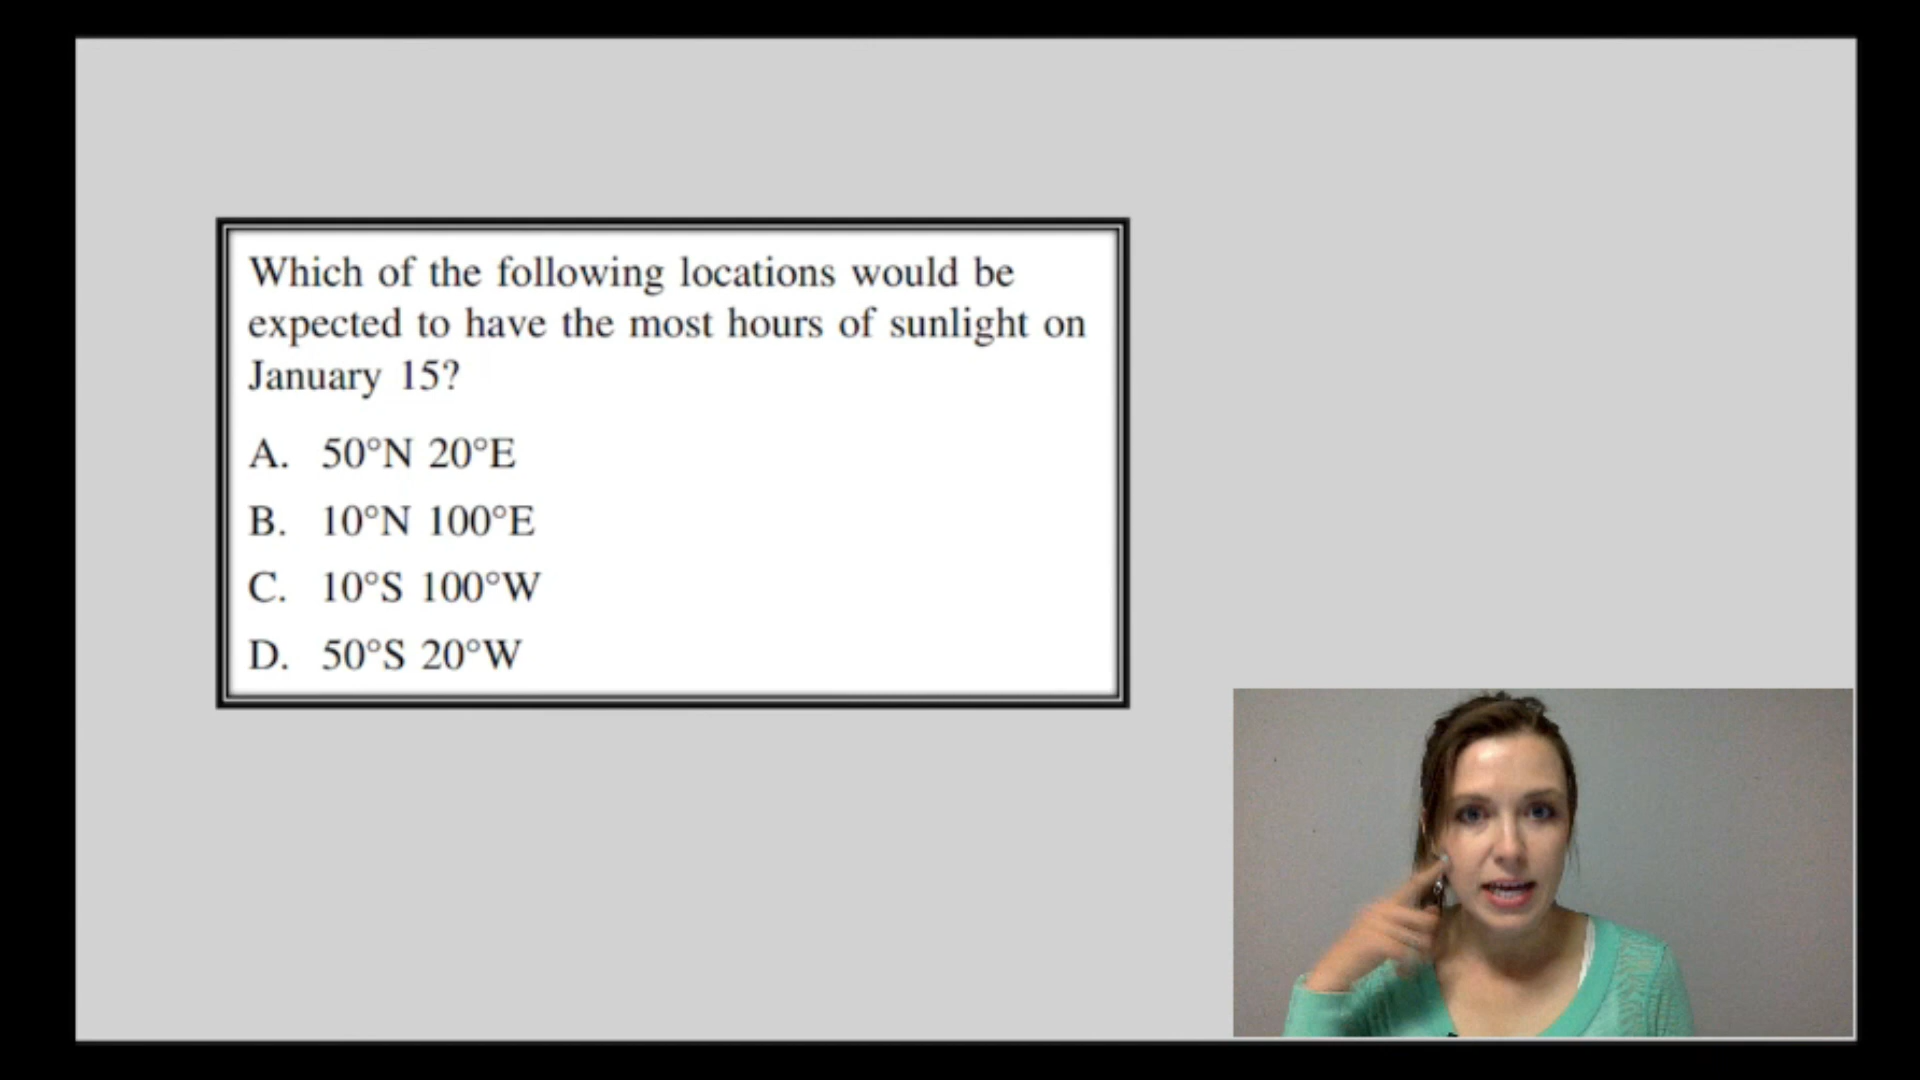 Which of the following locations would be
expected to have the most hours of sunlight on
January 15?
A. 50°N 20°E
B. 10°N 100°E
C. 10°S 100°W
D. 50°S 20°W